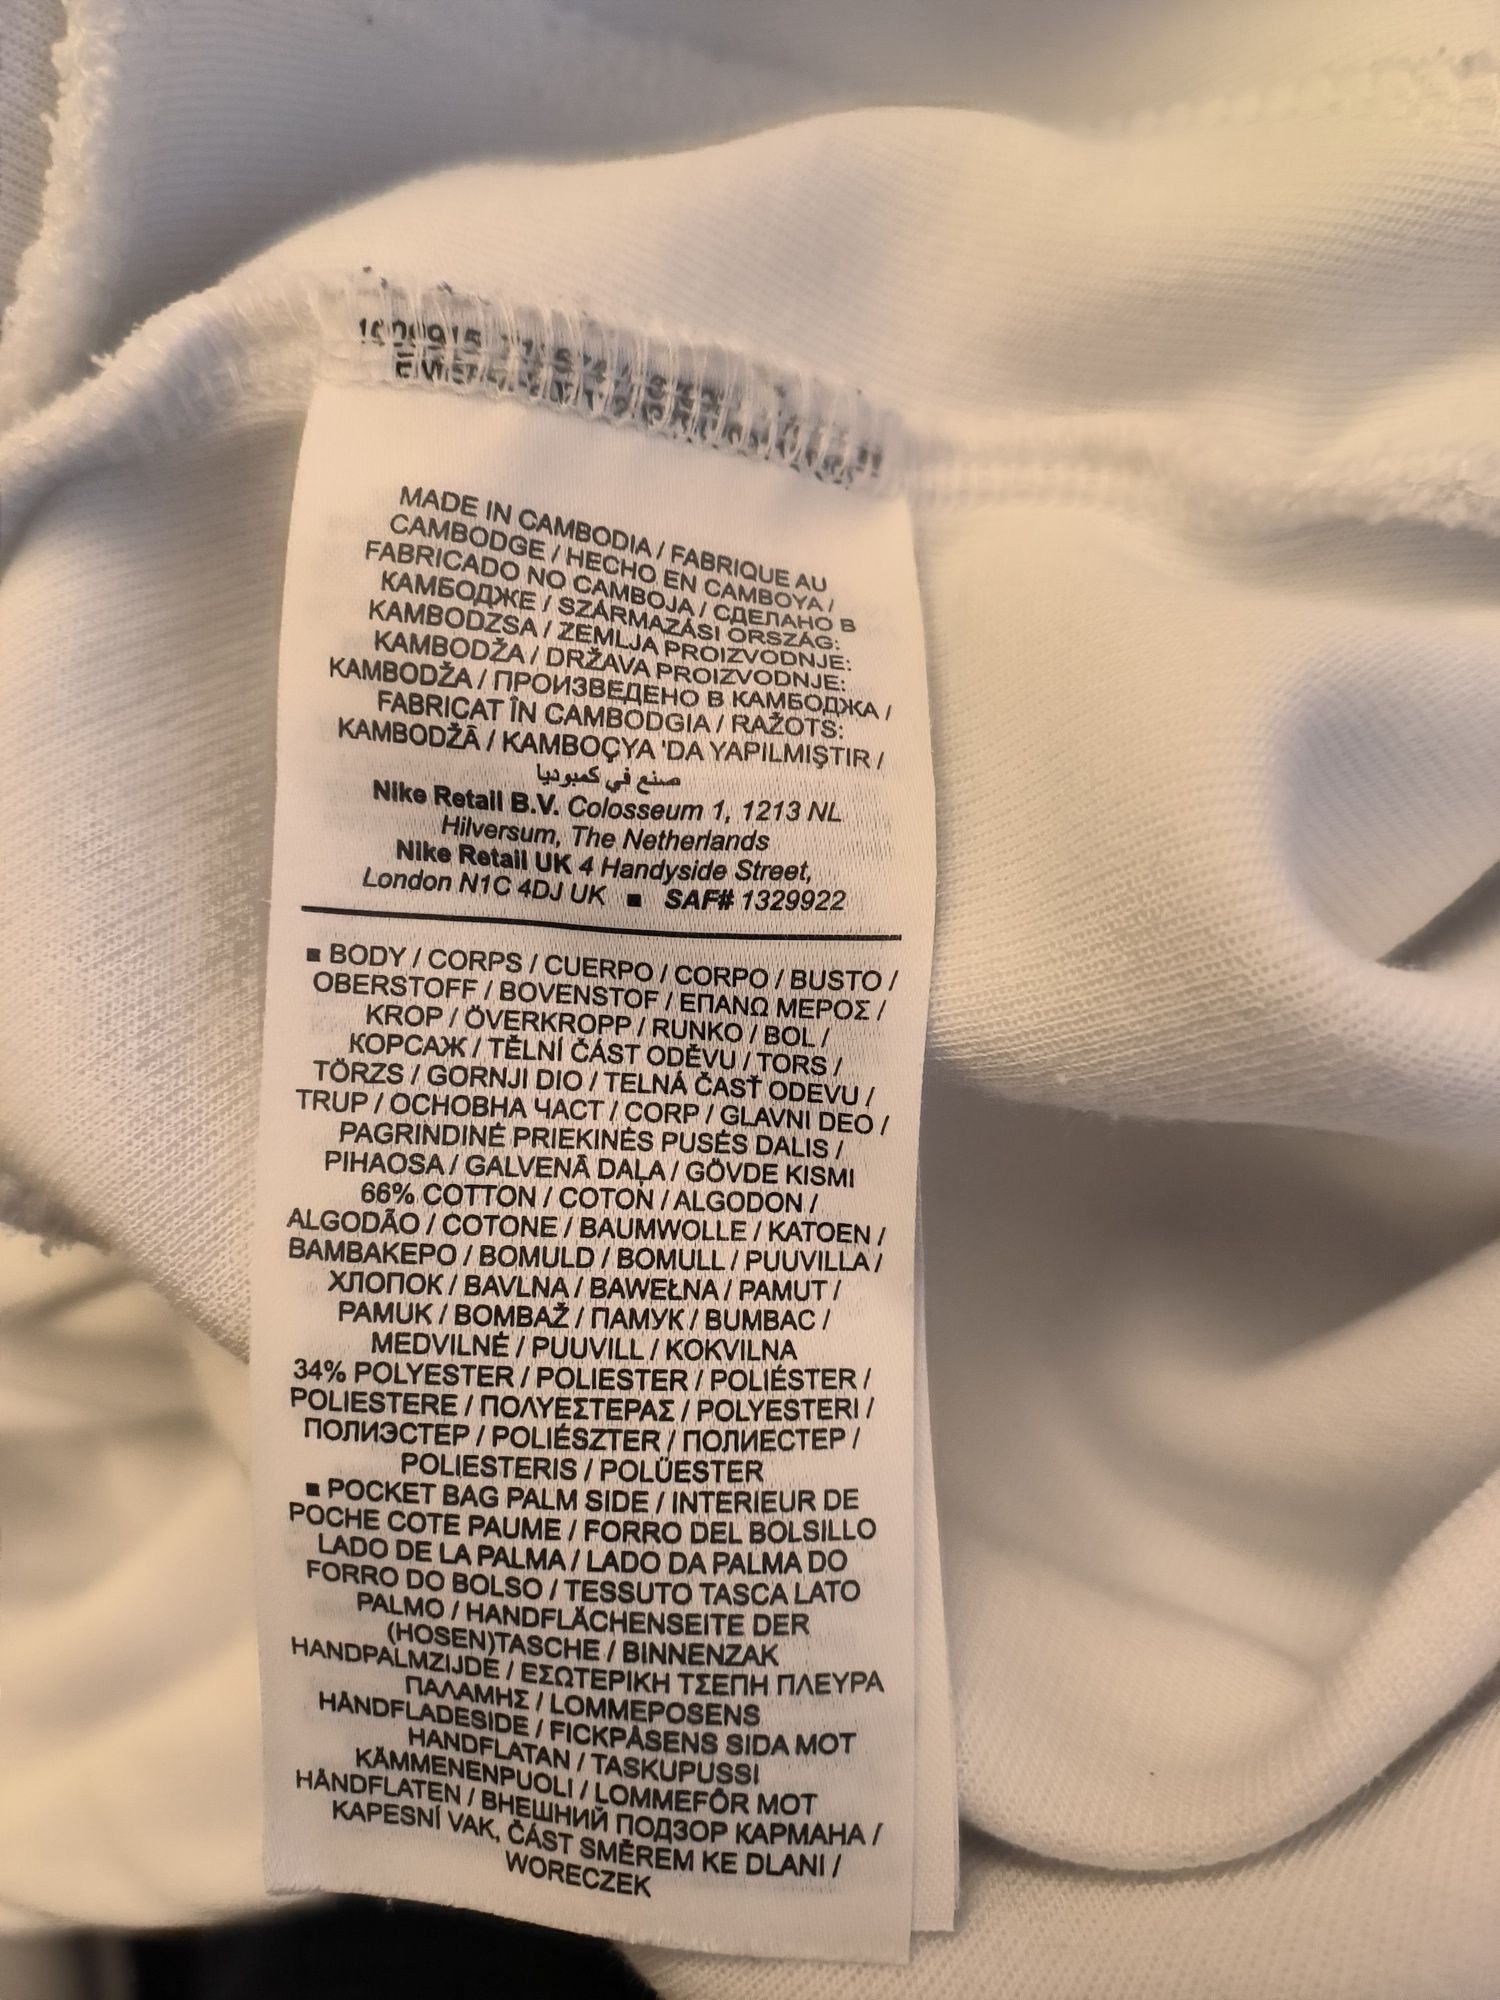 MADE IN CAMBODIA / FABRIQUE AU
CAMBODGE / HECHO EN CAMBOYA /
FABRICADO NO CAMBOJA / СДЕЛАНО В
КАМБОДЖЕ / SZÁRMAZÁSI ORSZÁG:
KAMBODZSA / ZEMLJA PROIZVODNJE:
KAMBODŽA / DRŽAVA PROIZVODNJE:
KAMBODŽA / ПРОИЗВЕДЕНО В КАМБОДЖА /
FABRICAT ÎN CAMBODGIA / RAŽOTS:
KAMBODŽĀ / KAMBOÇYA 'DA YAPILMIŞTIR /
صنع في كمبوديا
Nike Retail B.V. Colosseum 1, 1213 NL
Hilversum, The Netherlands
Nike Retail UK 4 Handyside Street,
London N1C 4DJ UK ■ SAF# 1329922
■ BODY / CORPS / CUERPO / CORPO / BUSTO /
OBERSTOFF / BOVENSTOF / ΕΠΑΝΩ ΜΕΡΟΣ /
KROP / ÖVERKROPP / RUNKO / BOL /
КОРСАЖ / TĚLNÍ ČÁST ODĚVU / TORS /
TÖRZS / GORNJI DIO / TELNÁ ČASŤ ODEVU /
TRUP / ОСНОВНА ЧАСТ / CORP / GLAVNI DEO /
PAGRINDINĖ PRIEKINĖS PUSĖS DALIS /
PIHAOSA / GALVENĀ DAĻA / GÖVDE KISMI
66% COTTON / COTON / ALGODON /
ALGODÃO / COTONE / BAUMWOLLE / KATOEN /
ΒΑΜΒΑΚΕΡΟ / BOMULD / BOMULL / PUUVILLA /
ХЛОПОК / BAVLNA / BAWEŁNA / PAMUT /
PAMUK / BOMBAŽ / ПАМУК / BUMBAC /
MEDVILNĖ / PUUVILL / KOKVILNA
34% POLYESTER / POLIESTER / POLIÉSTER /
POLIESTERE / ΠΟΛΥΕΣΤΕΡΑΣ / POLYESTERI /
ПОЛИЭСТЕР / POLIÉSZTER / ПОЛИЕСТЕР /
POLIESTERIS / POLÜESTER
■ POCKET BAG PALM SIDE / INTERIEUR DE
POCHE COTE PAUME / FORRO DEL BOLSILLO
LADO DE LA PALMA / LADO DA PALMA DO
FORRO DO BOLSO / TESSUTO TASCA LATO
PALMO / HANDFLÄCHENSEITE DER
(HOSEN)TASCHE / BINNENZAK
HANDPALMZIJDE / ΕΣΩΤΕΡΙΚΗ ΤΣΕΠΗ ΠΛΕΥΡΑ
ΠΑΛΑΜΗΣ / LOMMEPOSENS
HÅNDFLADESIDE / FICKPÅSENS SIDA MOT
HANDFLATAN / TASKUPUSSI
KÄMMENENPUOLI / LOMMEFÔR MOT
HÅNDFLATEN / ВНЕШНИЙ ПОДЗОР КАРМАНА /
KAPESNÍ VAK, ČÁST SMĚREM KE DLANI /
WORECZEK